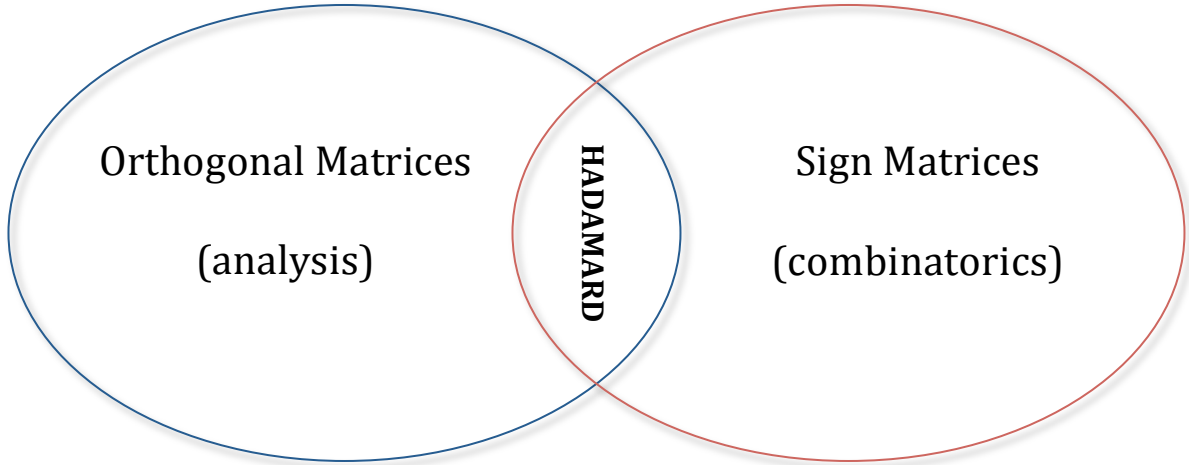 Orthogonal Matrices
(analysis)
HADAMARD
Sign Matrices
(combinatorics)